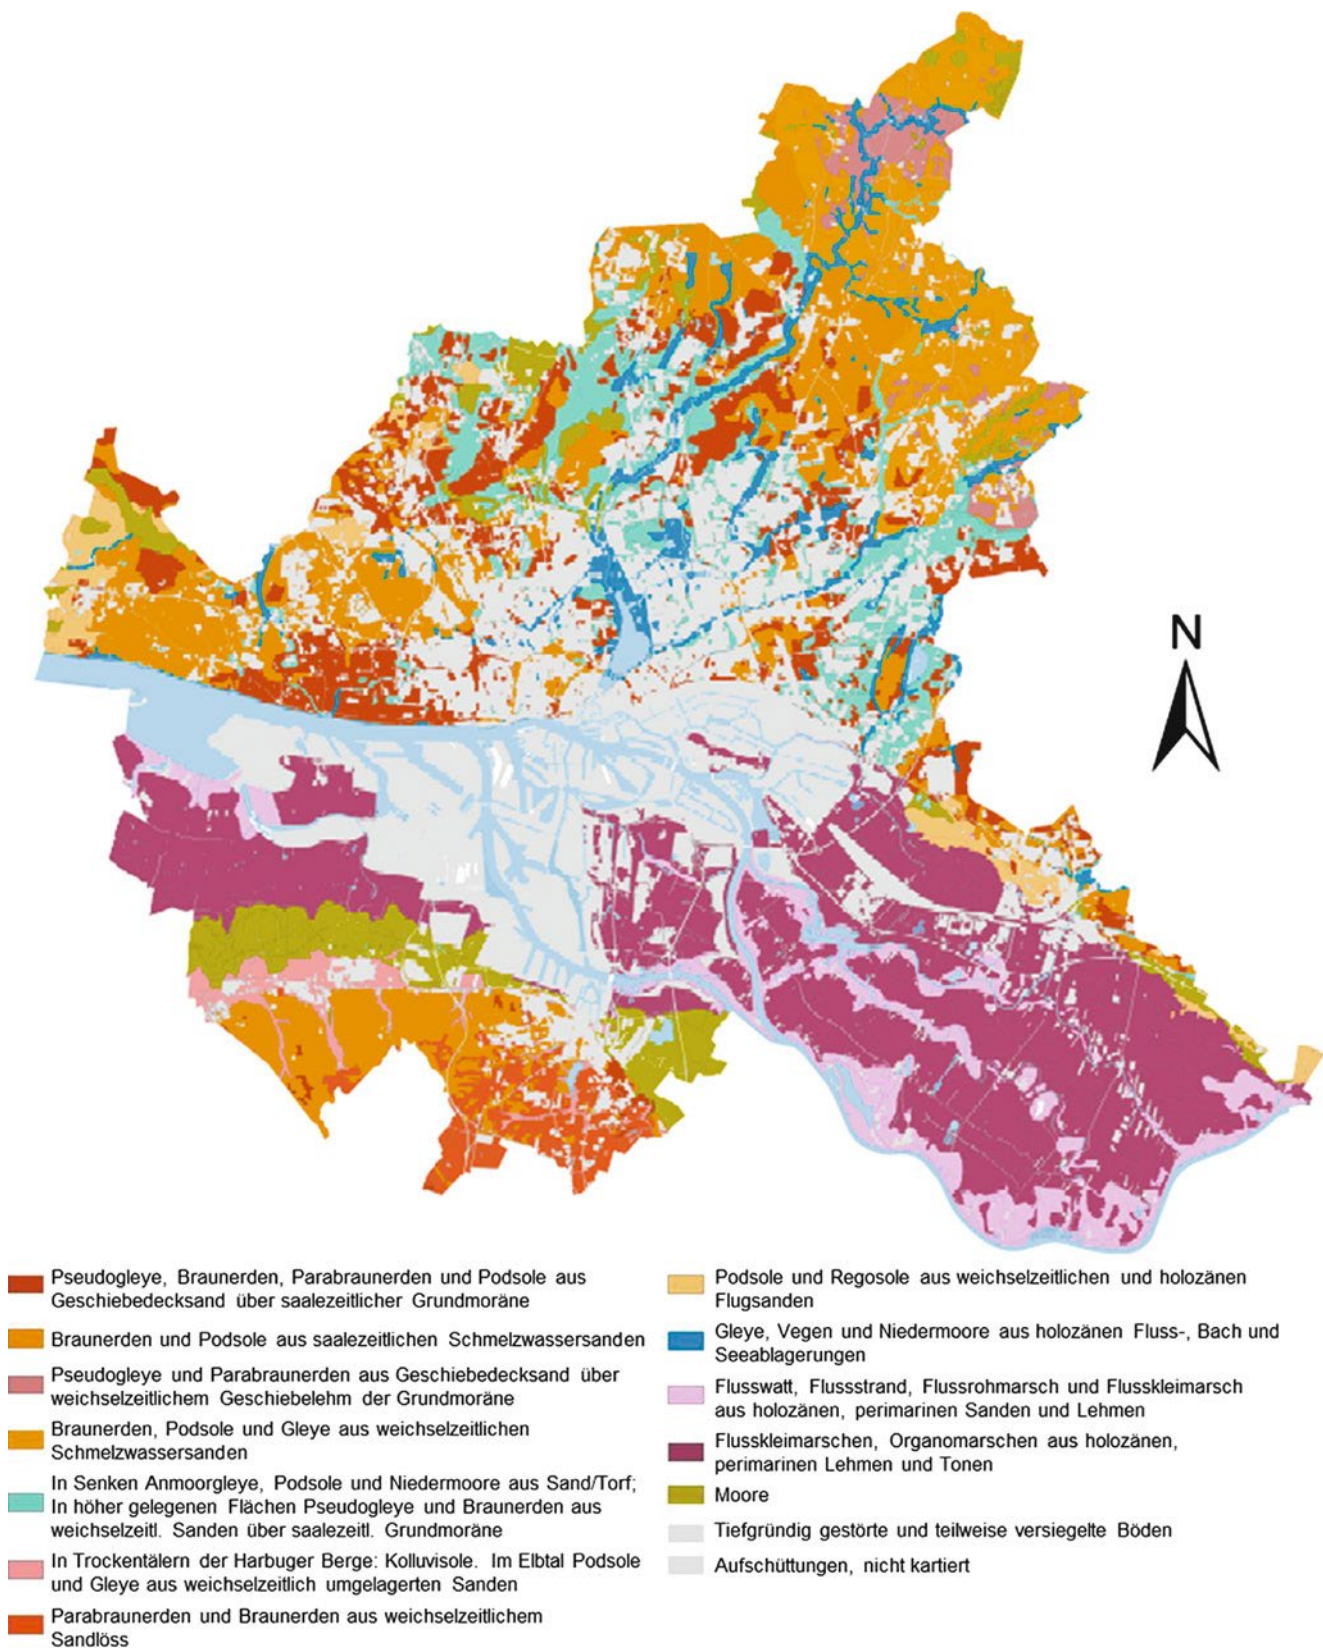 N
Pseudogleye, Braunerden, Parabraunerden und Podsole aus
Geschiebedecksand über saalezeitlicher Grundmoräne
Braunerden und Podsole aus saalezeitlichen Schmelzwassersanden
Pseudogleye und Parabraunerden aus Geschiebedecksand über
weichselzeitlichem Geschiebelehm der Grundmoräne
Braunerden, Podsole und Gleye aus weichselzeitlichen
Schmelzwassersanden
In Senken Anmoorgleye, Podsole und Niedermoore aus Sand/Torf;
In höher gelegenen Flächen Pseudogleye und Braunerden aus
weichselzeitl. Sanden über saalezeitl. Grundmoräne
In Trockentälern der Harbuger Berge: Kolluvisole. Im Elbtal Podsole
und Gleye aus weichselzeitlich umgelagerten Sanden
Parabraunerden und Braunerden aus weichselzeitlichem
Sandlöss
Podsole und Regosole aus weichselzeitlichen und holozänen
Flugsanden
Gleye, Vegen und Niedermoore aus holozänen Fluss-, Bach und
Seeablagerungen
Flusswatt, Flussstrand, Flussrohmarsch und Flusskleimarsch
aus holozänen, perimarinen Sanden und Lehmen
Flusskleimarschen, Organomarschen aus holozänen,
perimarinen Lehmen und Tonen
Moore
Tiefgründig gestörte und teilweise versiegelte Böden
Aufschüttungen, nicht kartiert